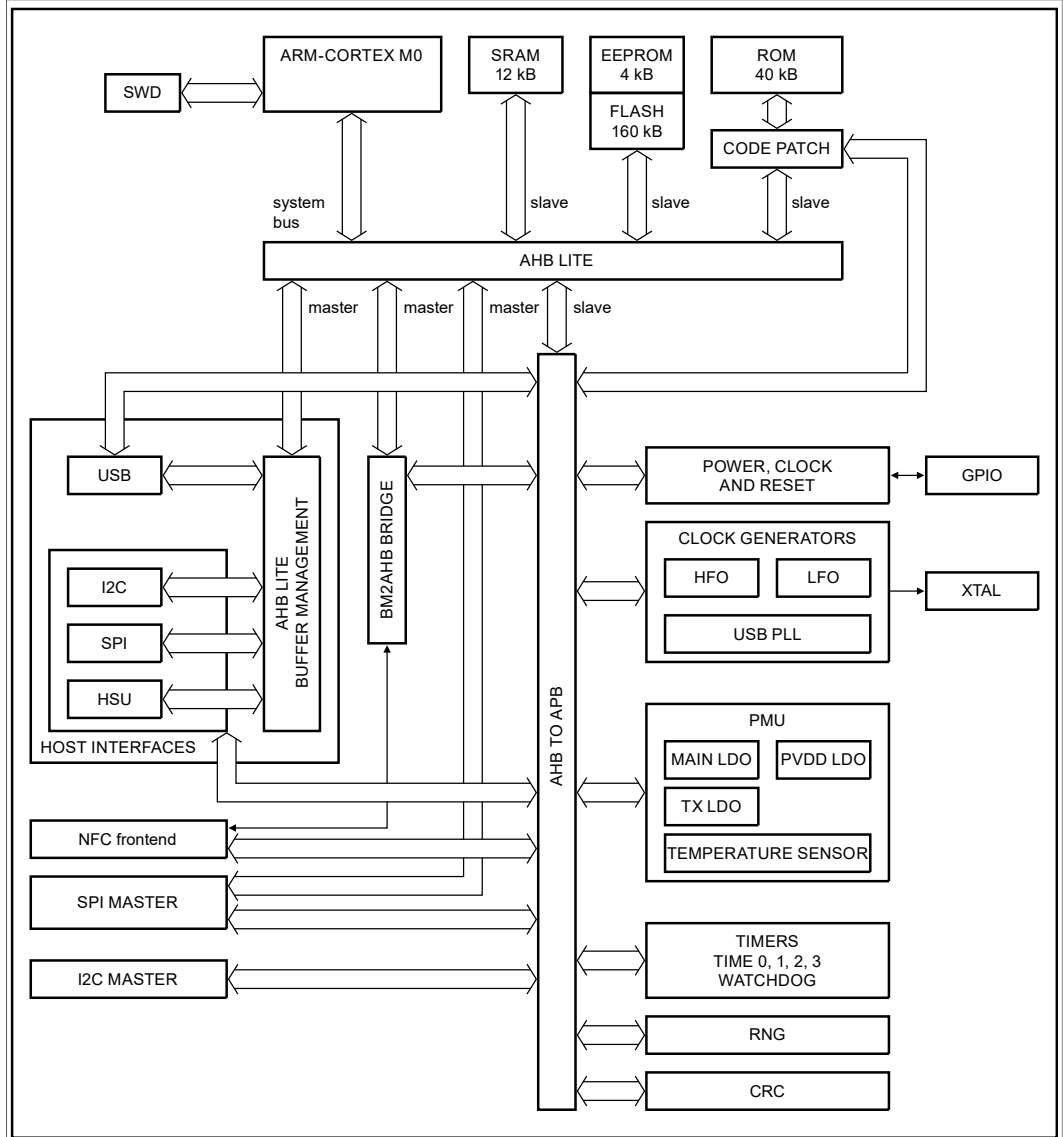 ARM-CORTEX M0
SRAM
12 kB
EEPROM
4 kB
ROM
40 kB
SWD
FLASH
160 kB
CODE PATCH
system
bus
slave
slave
slave
AHB LITE
master
master
master
slave
USB
AHB LITE
BUFFER MANAGEMENT
BM2AHB BRIDGE
POWER, CLOCK
AND RESET
GPIO
CLOCK GENERATORS
I2C
HFO
LFO
XTAL
SPI
USB PLL
HSU
HOST INTERFACES
AHB TO APB
PMU
MAIN LDO
PVDD LDO
TX LDO
NFC frontend
TEMPERATURE SENSOR
SPI MASTER
TIMERS
TIME 0, 1, 2, 3
WATCHDOG
I2C MASTER
RNG
CRC